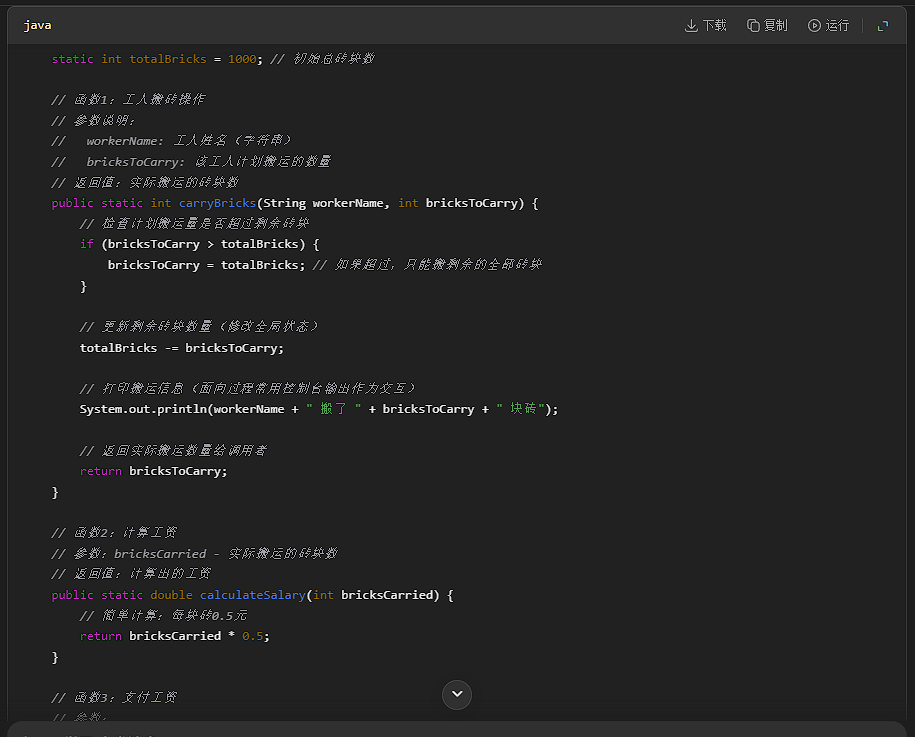 java
下载 复制 运行
static int totalBricks = 1000; // 初始总砖块数
// 函数1：工人搬砖操作
// 参数说明：
//   workerName: 工人姓名（字符串）
//   bricksToCarry: 该工人计划搬运的数量
// 返回值：实际搬运的砖块数
public static int carryBricks(String workerName, int bricksToCarry) {
// 检查计划搬运量是否超过剩余砖块
if (bricksToCarry > totalBricks) {
bricksToCarry = totalBricks; // 如果超过，只能搬剩余的全部砖块
}
// 更新剩余砖块数量（修改全局状态）
totalBricks -= bricksToCarry;
// 打印搬运信息（面向过程常用控制台输出作为交互）
System.out.println(workerName + " 搬了 " + bricksToCarry + " 块砖");
// 返回实际搬运数量给调用者
return bricksToCarry;
}
// 函数2：计算工资
// 参数：bricksCarried - 实际搬运的砖块数
// 返回值：计算出的工资
public static double calculateSalary(int bricksCarried) {
// 简单计算：每块砖0.5元
return bricksCarried * 0.5;
}
// 函数3：支付工资
// 参数：